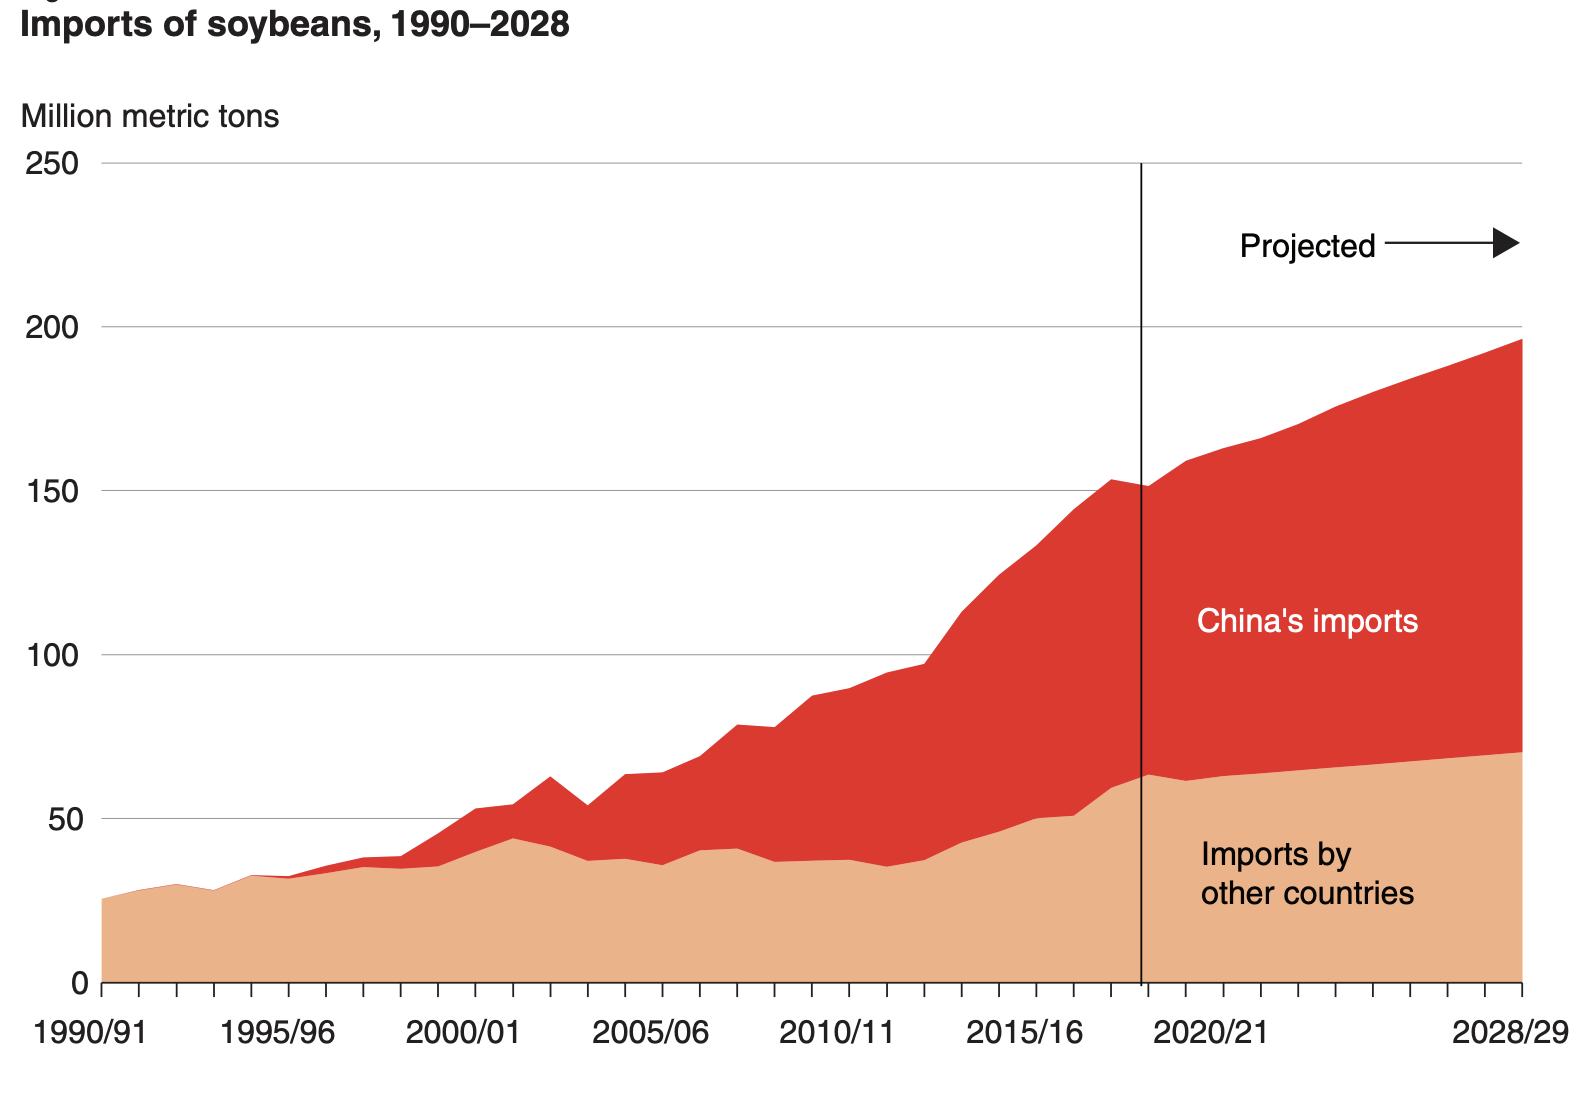 Imports of soybeans, 1990–2028
Million metric tons
250
Projected
200
150
China's imports
100
50
Imports by
other countries
0
1990/91 1995/96 2000/01 2005/06 2010/11 2015/16 2020/21 2028/29